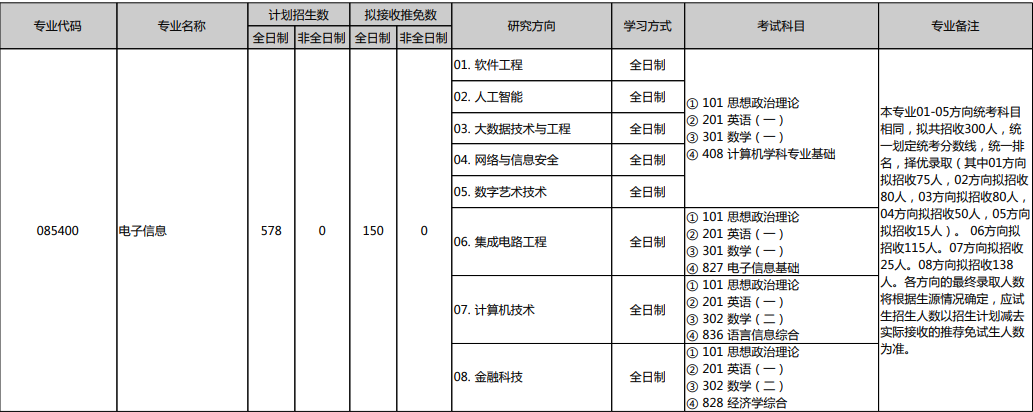 专业代码
专业名称
计划招生数
拟接收推免数
研究方向
学习方式
考试科目
专业备注
全日制
非全日制
全日制
非全日制
085400
电子信息
578
0
150
0
01. 软件工程
全日制
02. 人工智能
全日制
03. 大数据技术与工程
全日制
04. 网络与信息安全
全日制
05. 数字艺术技术
全日制
① 101 思想政治理论
② 201 英语（一）
③ 301 数学（一）
④ 408 计算机学科专业基础
06. 集成电路工程
全日制
① 101 思想政治理论
② 201 英语（一）
③ 301 数学（一）
④ 827 电子信息基础
07. 计算机技术
全日制
① 101 思想政治理论
② 201 英语（一）
③ 302 数学（二）
④ 836 语言信息综合
08. 金融科技
全日制
① 101 思想政治理论
② 201 英语（一）
③ 302 数学（二）
④ 828 经济学综合
本专业01-05方向统考科目
相同，拟共招收300人，统
一划定统考分数线，统一排
名，择优录取（其中01方向
拟招收75人，02方向拟招收
80人，03方向拟招收80人，
04方向拟招收50人，05方向
拟招收15人）。 06方向拟
招收115人。07方向拟招收
25人。08方向拟招收138
人。各方向的最终录取人数
将根据生源情况确定，应试
生招生人数以招生计划减去
实际接收的推荐免试生人数
为准。